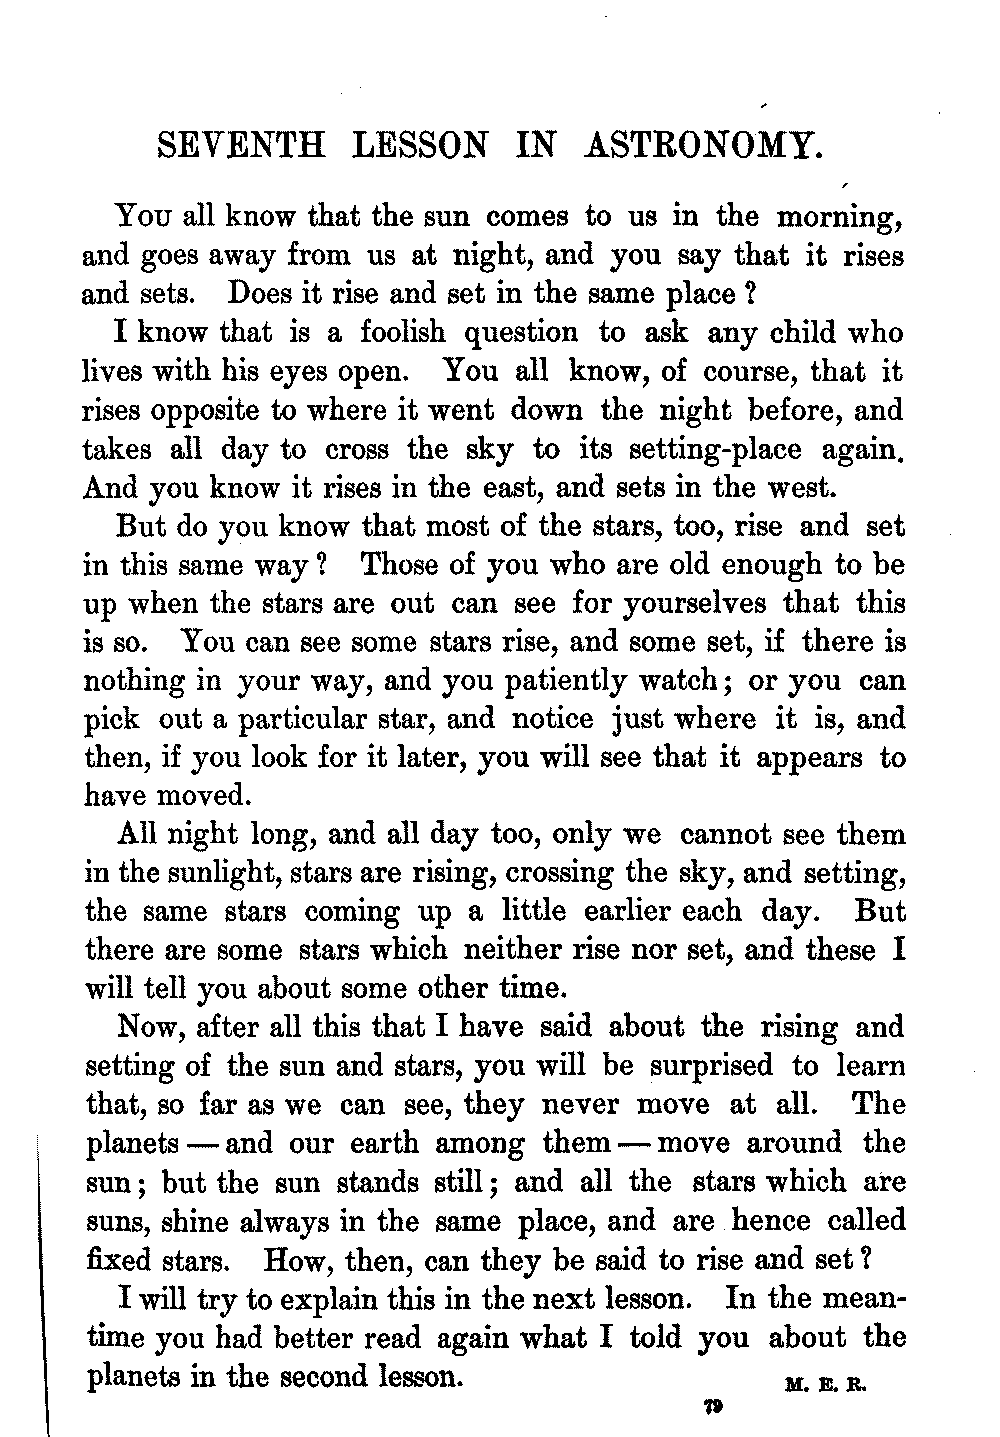 SEVENTH LESSON IN ASTRONOMY.
You all know that the sun comes to us in the morning,
and goes away from us at night, and you say that it rises
and sets. Does it rise and set in the same place?
I know that is a foolish question to ask any child who
lives with his eyes open. You all know, of course, that it
rises opposite to where it went down the night before, and
takes all day to cross the sky to its setting-place again.
And you know it rises in the east, and sets in the west.
But do you know that most of the stars, too, rise and set
in this same way? Those of you who are old enough to be
up when the stars are out can see for yourselves that this
is so. You can see some stars rise, and some set, if there is
nothing in your way, and you patiently watch; or you can
pick out a particular star, and notice just where it is, and
then, if you look for it later, you will see that it appears to
have moved.
All night long, and all day too, only we cannot see them
in the sunlight, stars are rising, crossing the sky, and setting,
the same stars coming up a little earlier each day. But
there are some stars which neither rise nor set, and these I
will tell you about some other time.
Now, after all this that I have said about the rising and
setting of the sun and stars, you will be surprised to learn
that, so far as we can see, they never move at all. The
planets — and our earth among them — move around the
sun; but the sun stands still; and all the stars which are
suns, shine always in the same place, and are hence called
fixed stars. How, then, can they be said to rise and set?
I will try to explain this in the next lesson. In the mean-
time you had better read again what I told you about the
planets in the second lesson.
M. E. R.
79